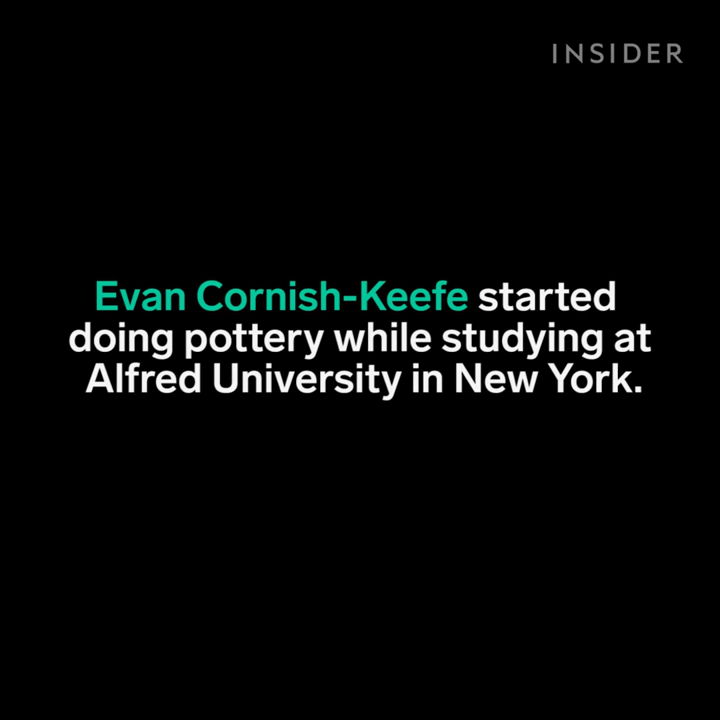 INSIDER
Evan Cornish-Keefe started
doing pottery while studying at
Alfred University in New York.